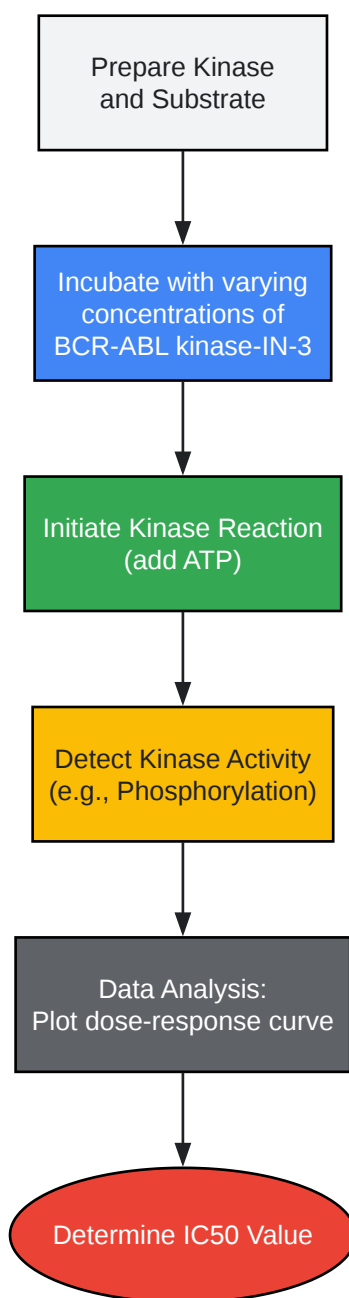 Prepare Kinase
and Substrate
Incubate with varying
concentrations of
BCR-ABL kinase-IN-3
Initiate Kinase Reaction
(add ATP)
Detect Kinase Activity
(e.g., Phosphorylation)
Data Analysis:
Plot dose-response curve
Determine IC50 Value